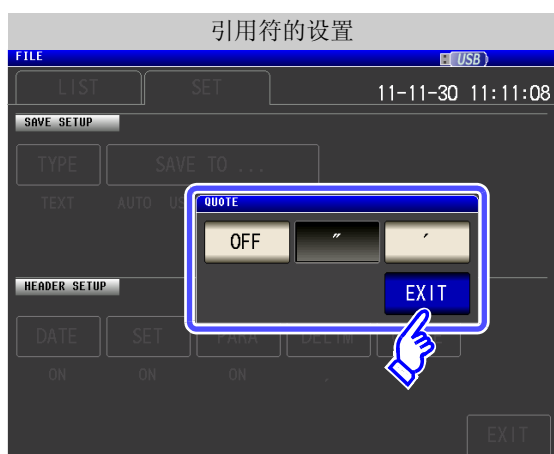 引用符的设置
FILE
USB
LIST SET
11-11-30 11:11:08
SAVE SETUP
TYPE SAVE TO ...
TEXT AUTO
QUOTE
OFF " '
EXIT
HEADER SETUP
DATE SET PARA DELIM
ON ON ON .
EXIT